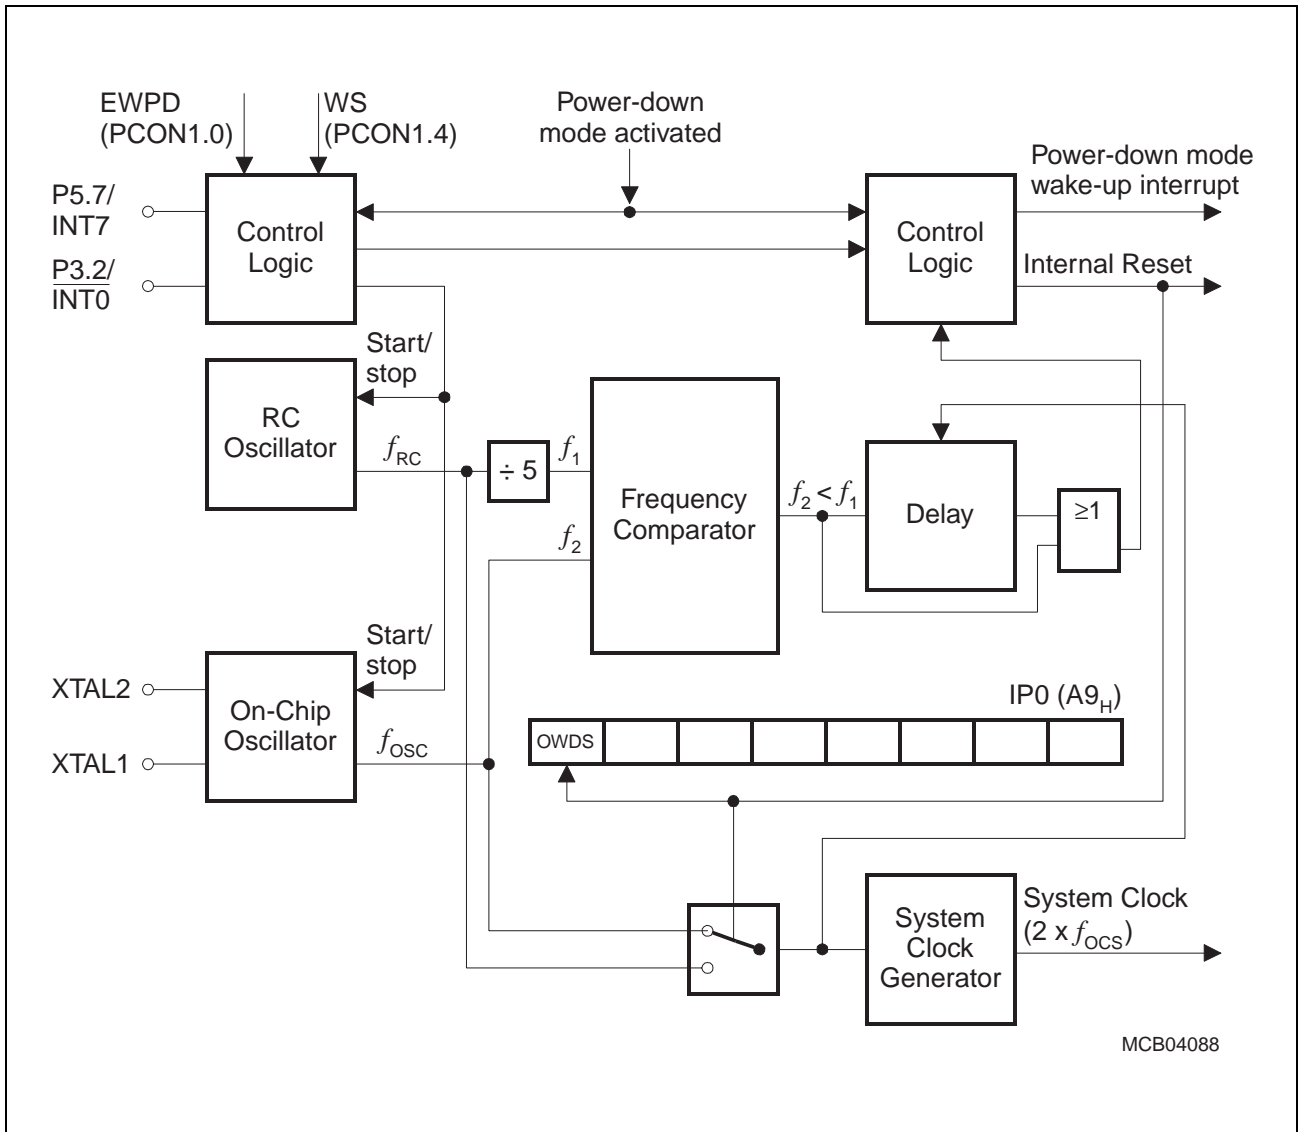 EWPD
(PCON1.0)
WS
(PCON1.4)
Power-down
mode activated
Power-down mode
wake-up interrupt
P5.7/
INT7
P3.2/
INT0
Control
Logic
Control
Logic
Internal Reset
Start/
stop
RC
Oscillator
fRC
÷ 5
f1
f2
Frequency
Comparator
f2 < f1
Delay
≥1
Start/
stop
XTAL2
XTAL1
On-Chip
Oscillator
fOSC
IP0 (A9H)
OWDS
System
Clock
Generator
System Clock
(2 x fOCS)
MCB04088